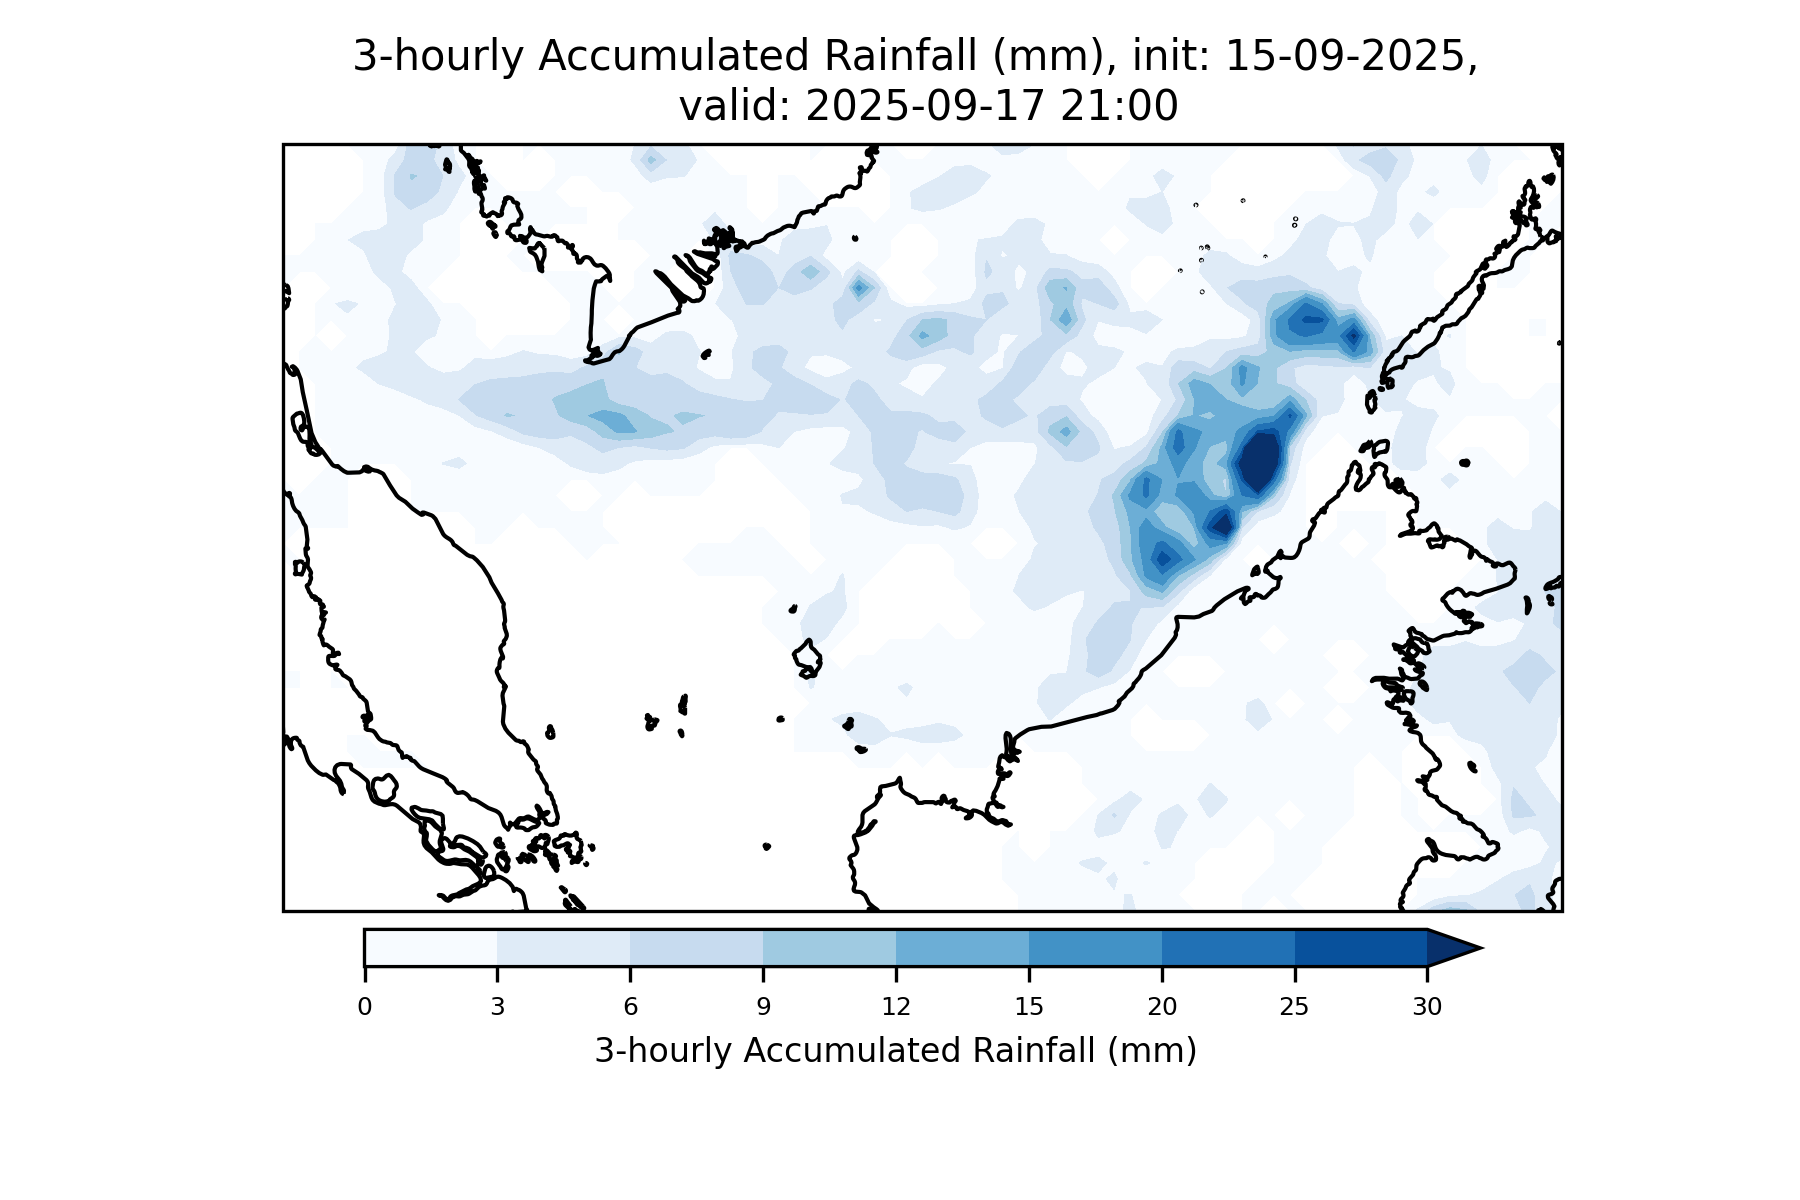 3-hourly Accumulated Rainfall (mm), init: 15-09-2025,
valid: 2025-09-17 21:00
0 3 6 9 12 15 20 25 30
3-hourly Accumulated Rainfall (mm)